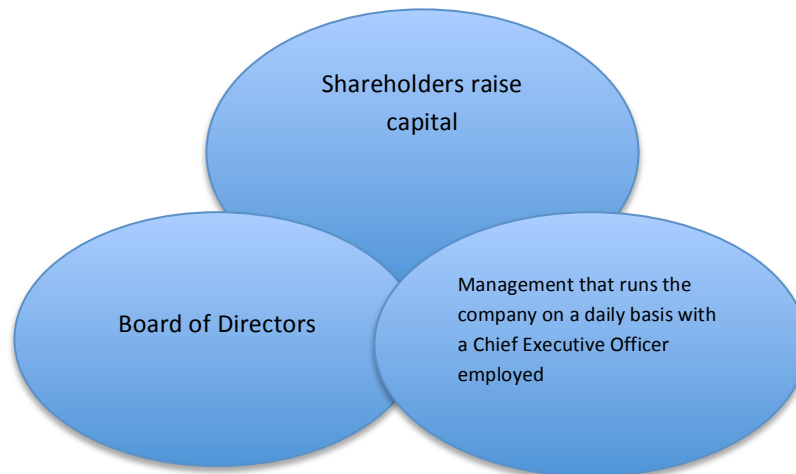 Shareholders raise
capital
Board of Directors
Management that runs the
company on a daily basis with
a Chief Executive Officer
employed